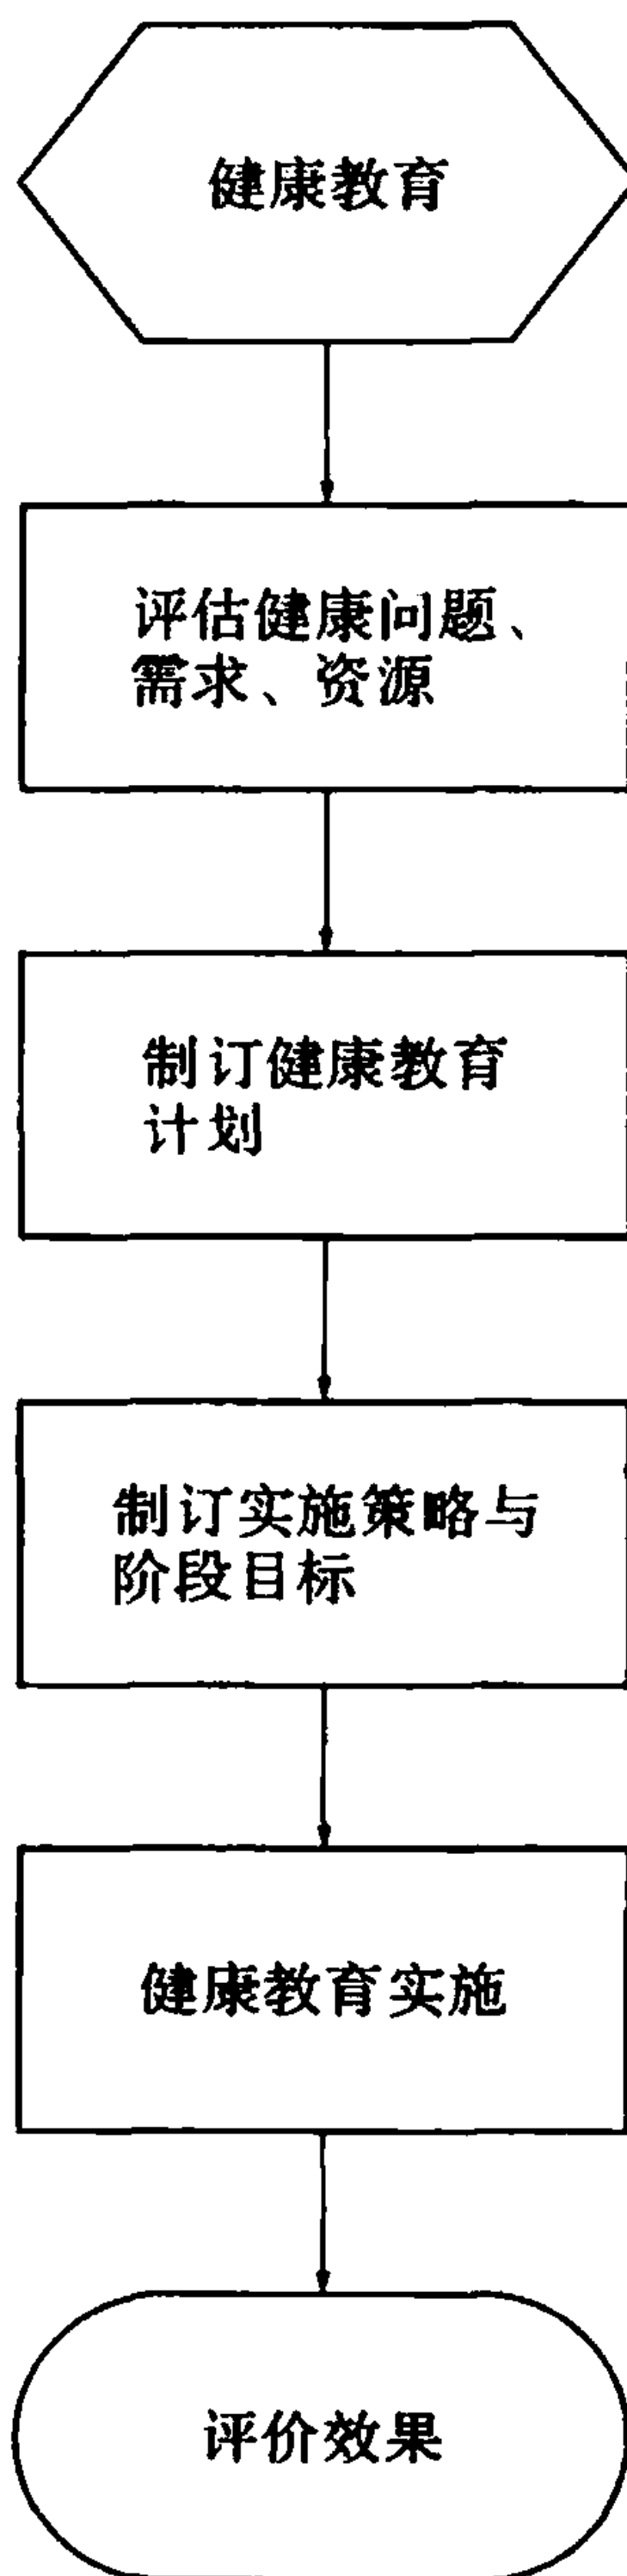 健康教育
评估健康问题、
需求、资源
制订健康教育
计划
制订实施策略与
阶段目标
健康教育实施
评价效果